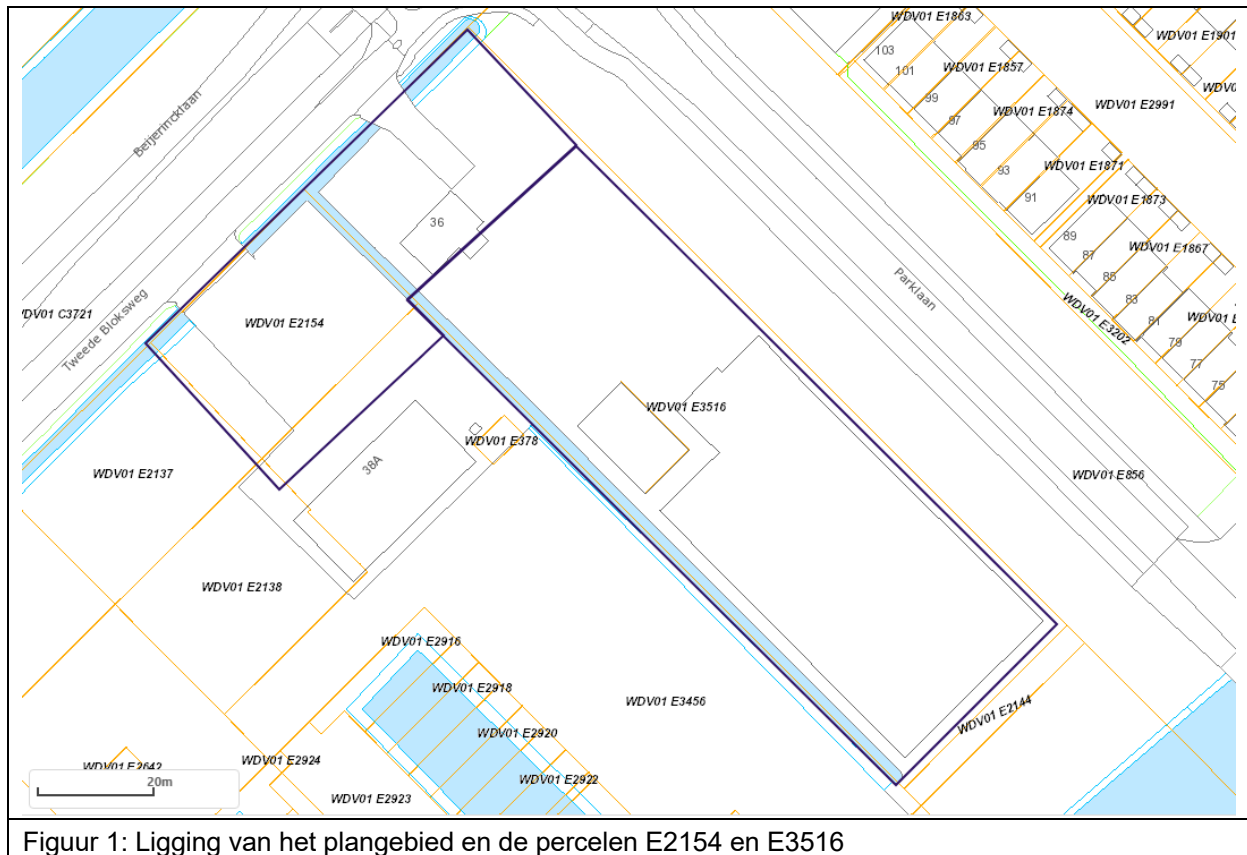 WDV01 E1863
103
WDV01 E1901
101
WDV01 E1857
99
WDV01 E1874
WDV01 E2991
97
95
93
WDV01 E1871
91
WDV01 E1873
89
WDV01 E1867
87
85
83
WDV01 E3202
81
79
77
75
Beijerincklaan
36
Parklaan
WDV01 C3721
Tweede Bloksweg
WDV01 E2154
WDV01 E3516
WDV01 E378
38A
WDV01 E2137
WDV01 E856
WDV01 E2138
WDV01 E2916
WDV01 E2918
WDV01 E3456
WDV01 E2144
WDV01 E2920
WDV01 E2924
WDV01 E2642
WDV01 E2922
WDV01 E2923
20m
Figuur 1: Ligging van het plangebied en de percelen E2154 en E3516